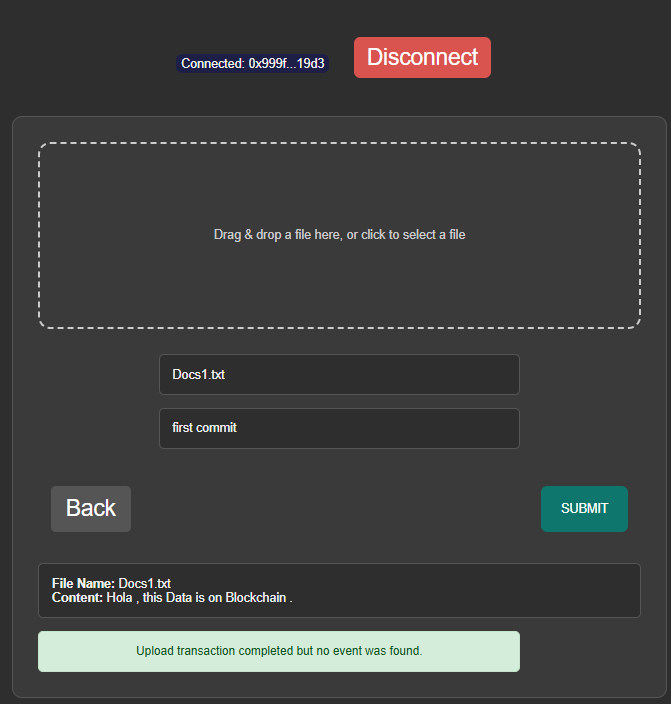 Connected: 0x999f...19d3
Disconnect
Drag & drop a file here, or click to select a file
Docs1.txt
first commit
Back
SUBMIT
File Name: Docs1.txt
Content: Hola , this Data is on Blockchain .
Upload transaction completed but no event was found.